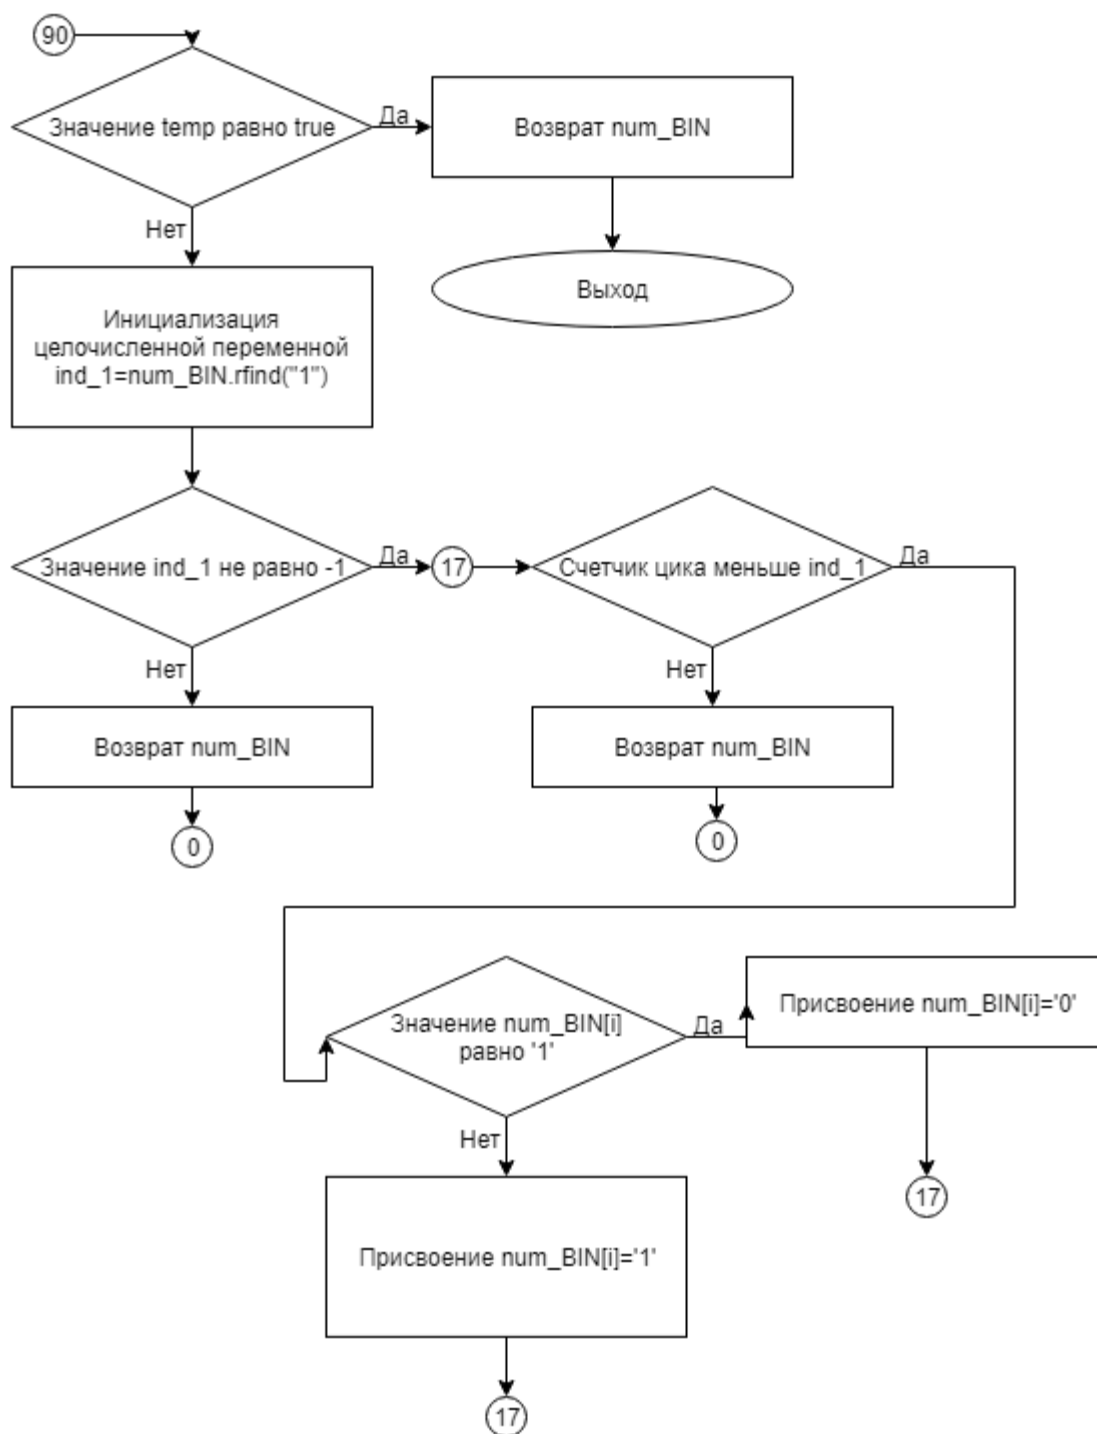 90
Значение temp равно true
Да
Возврат num_BIN
Нет
Выход
Инициализация
целочисленной переменной
ind_1=num_BIN.rfind("1")
Значение ind_1 не равно -1
Да
17
Счетчик цика меньше ind_1
Да
Нет
Нет
Возврат num_BIN
Возврат num_BIN
0
0
Значение num_BIN[i]
равно '1'
Да
Присвоение num_BIN[i]='0'
Нет
17
Присвоение num_BIN[i]='1'
17